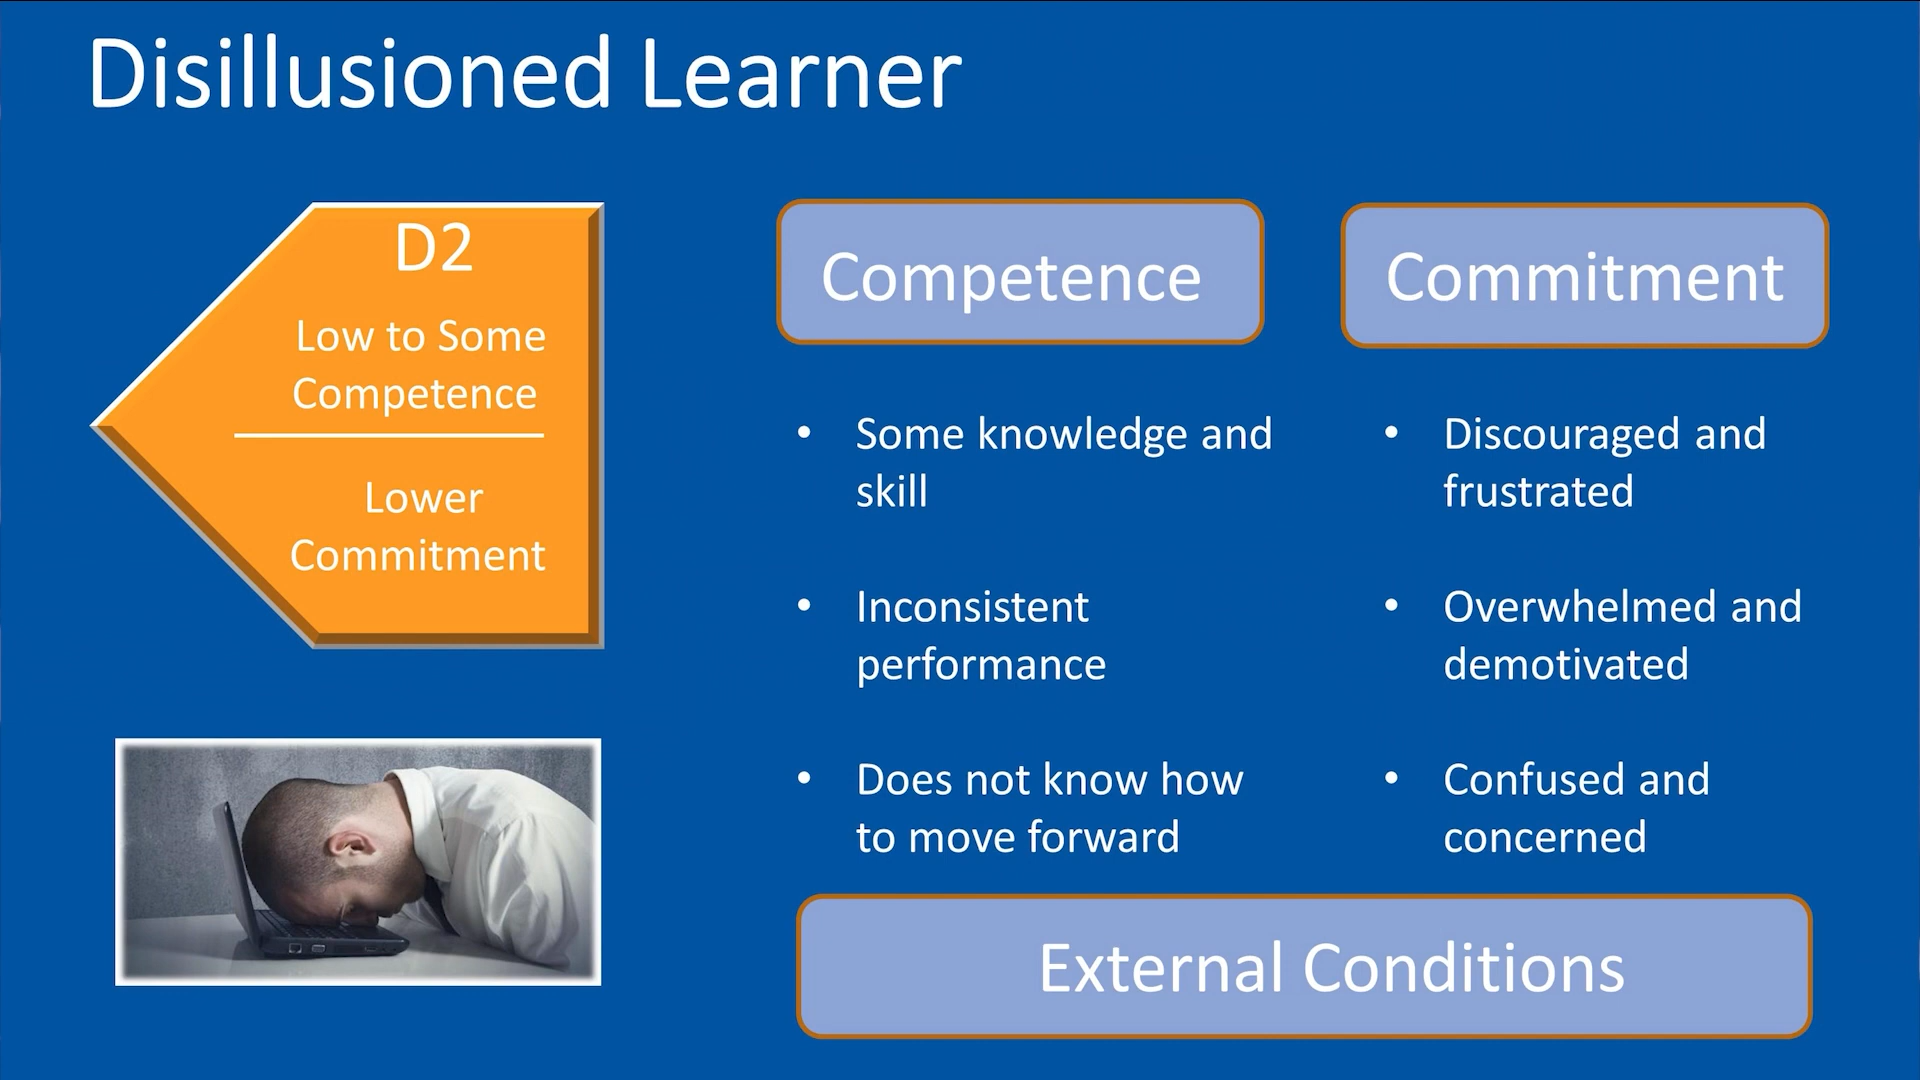 Disillusioned Learner
D2
Low to Some
Competence
Lower
Commitment
Competence
• Some knowledge and
skill
• Inconsistent
performance
• Does not know how
to move forward
Commitment
• Discouraged and
frustrated
• Overwhelmed and
demotivated
• Confused and
concerned
External Conditions